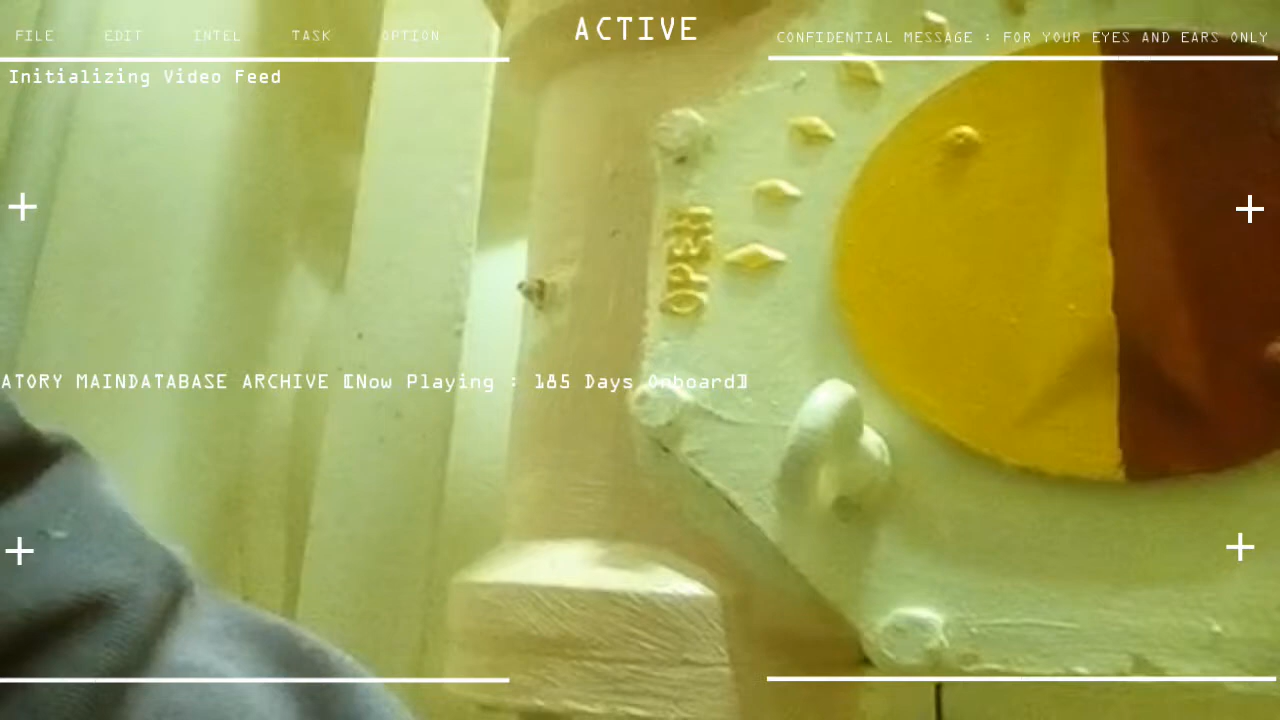 FILE EDIT INTEL TASK OPTION
ACTIVE
CONFIDENTIAL MESSAGE : FOR YOUR EYES AND EARS ONLY
Initializing Video Feed
OPEN
ATORY MAINDATABASE ARCHIVE [Now Playing : 185 Days Onboard]